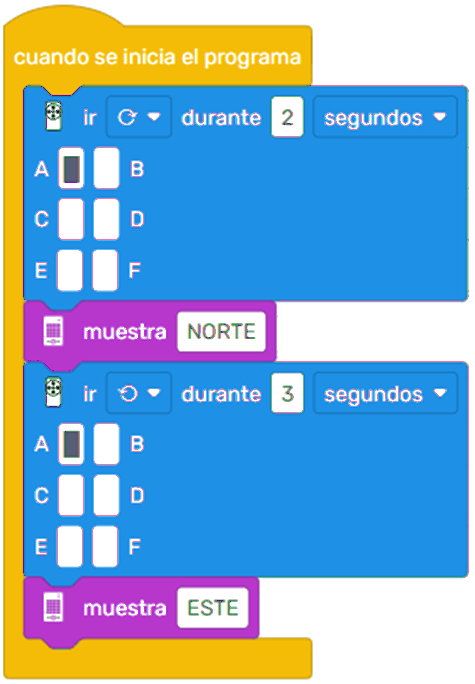 cuando se inicia el programa
ir durante 2 segundos
A B
C D
E F
muestra NORTE
ir durante 3 segundos
A B
C D
E F
muestra ESTE